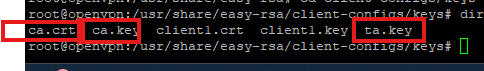 root@openvpn:/usr/share/easy-rsa/client-configs/keys# dir
ca.crt ca.key client1.crt client1.key ta.key
root@openvpn:/usr/share/easy-rsa/client-configs/keys#